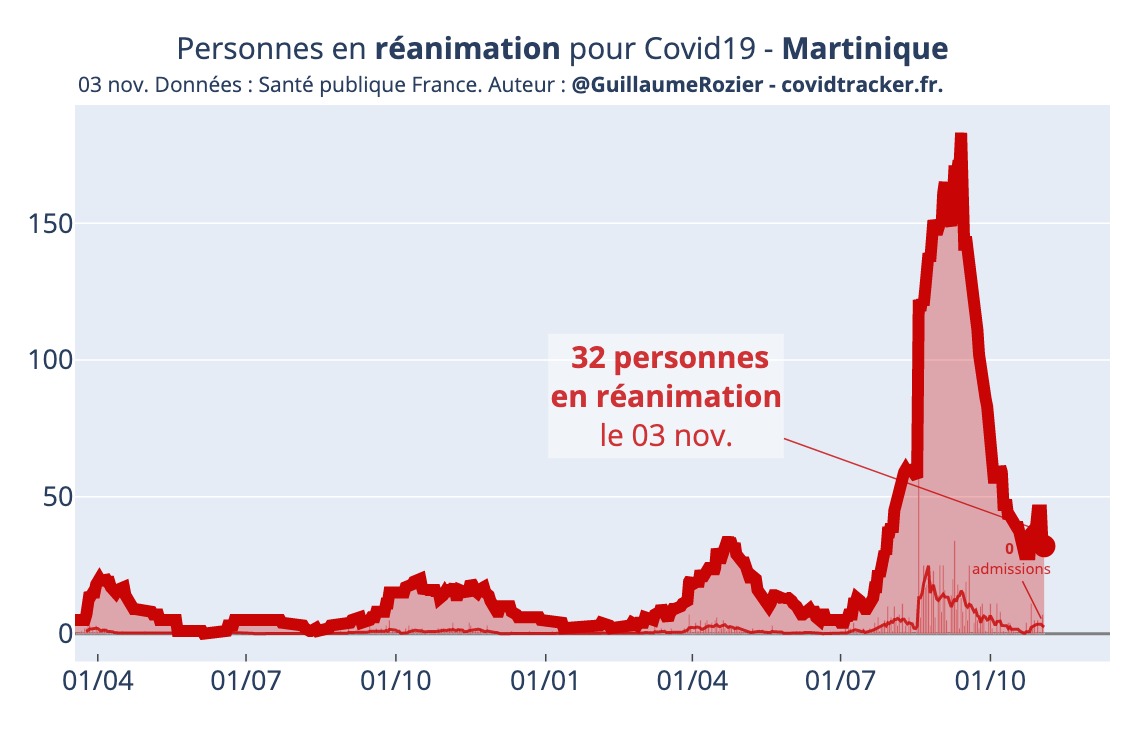 Personnes en réanimation pour Covid19 - Martinique
03 nov. Données : Santé publique France. Auteur : @GuillaumeRozier - covidtracker.fr.
150
100
50
0
32 personnes
en réanimation
le 03 nov.
0
admissions
01/04
01/07
01/10
01/01
01/04
01/07
01/10